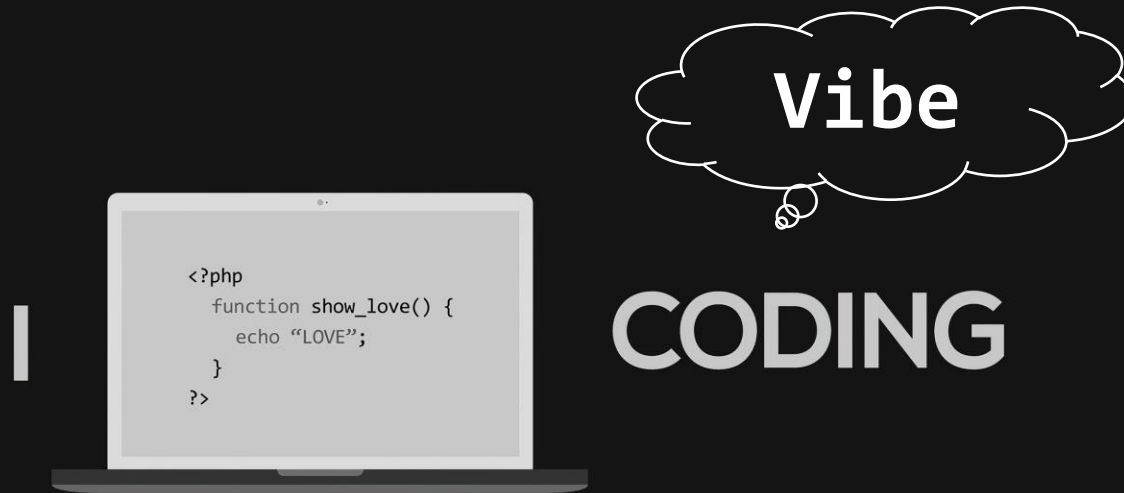 Vibe
I
<?php
function show_love() {
echo “LOVE”;
}
?>
CODING